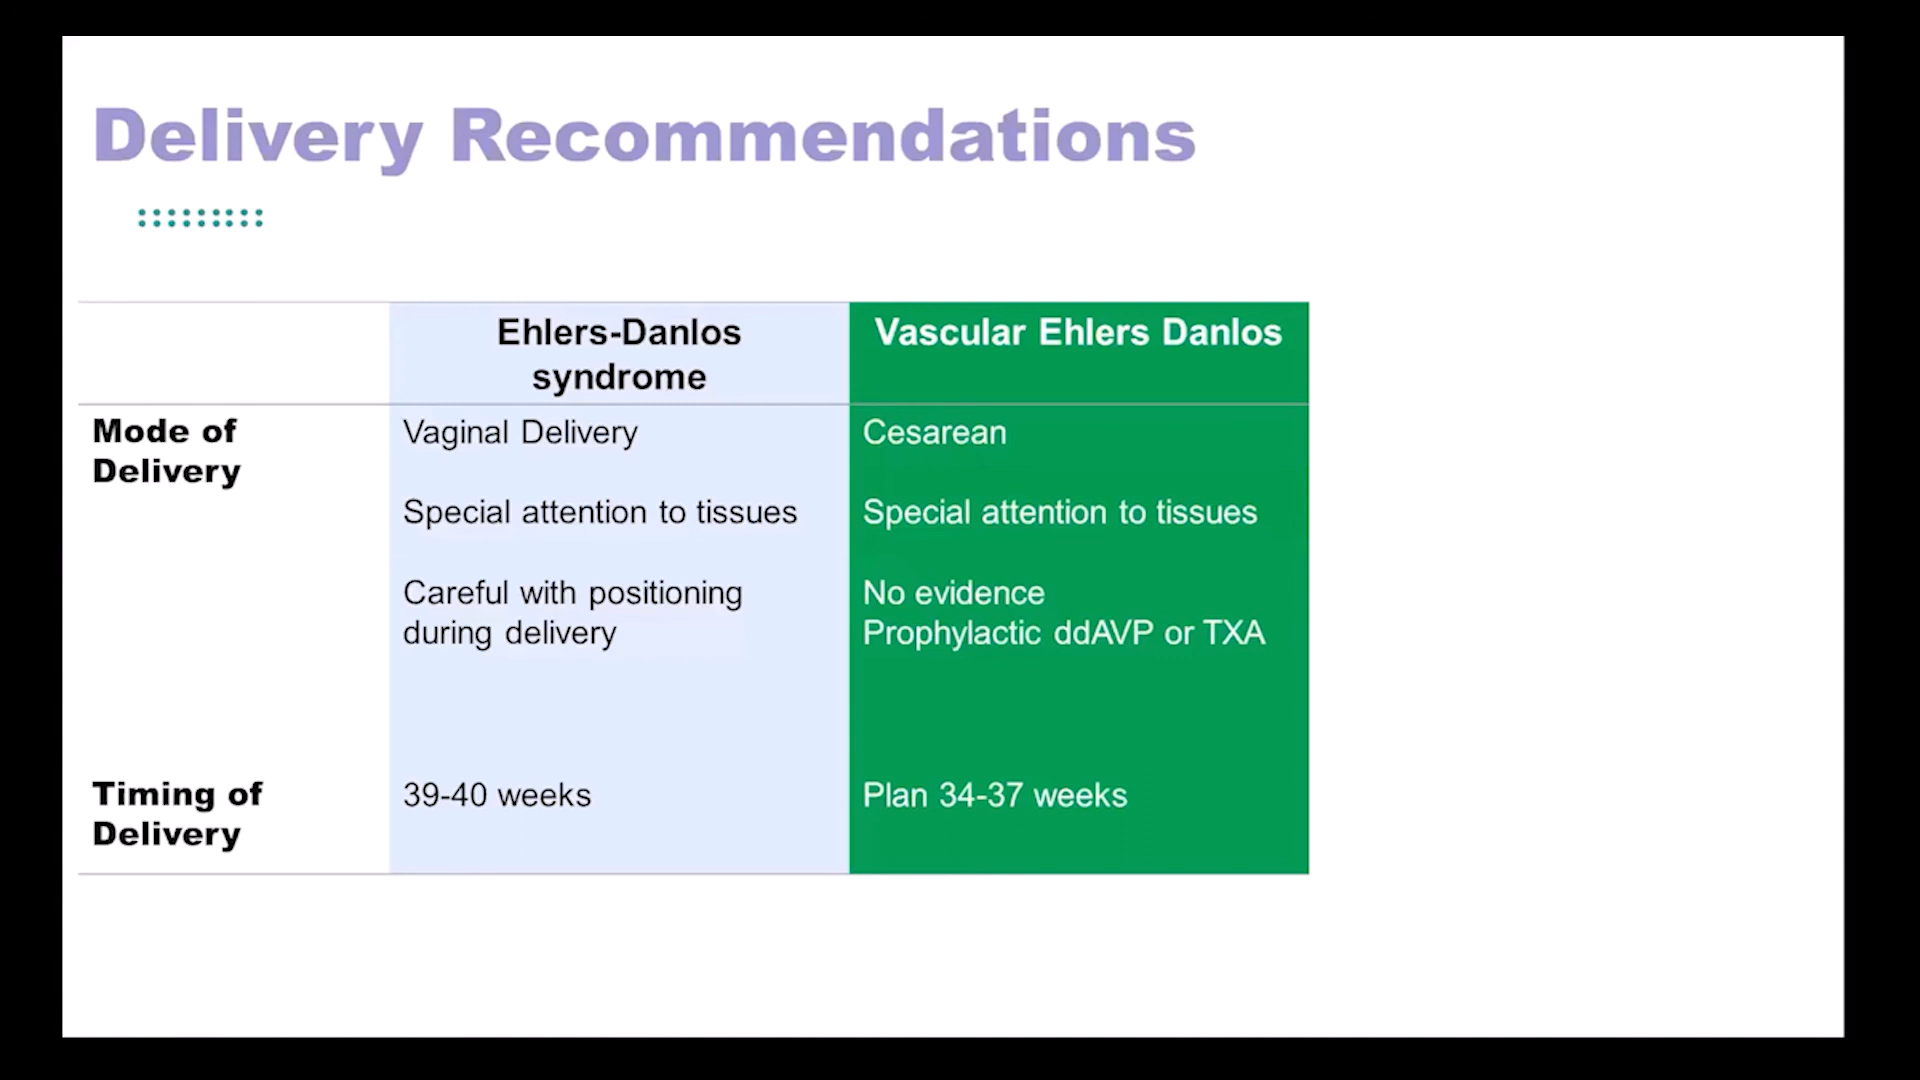 Delivery Recommendations
Ehlers-Danlos
syndrome
Vascular Ehlers Danlos
Mode of
Delivery
Vaginal Delivery
Special attention to tissues
Careful with positioning
during delivery
Cesarean
Special attention to tissues
No evidence
Prophylactic ddAVP or TXA
Timing of
Delivery
39-40 weeks
Plan 34-37 weeks